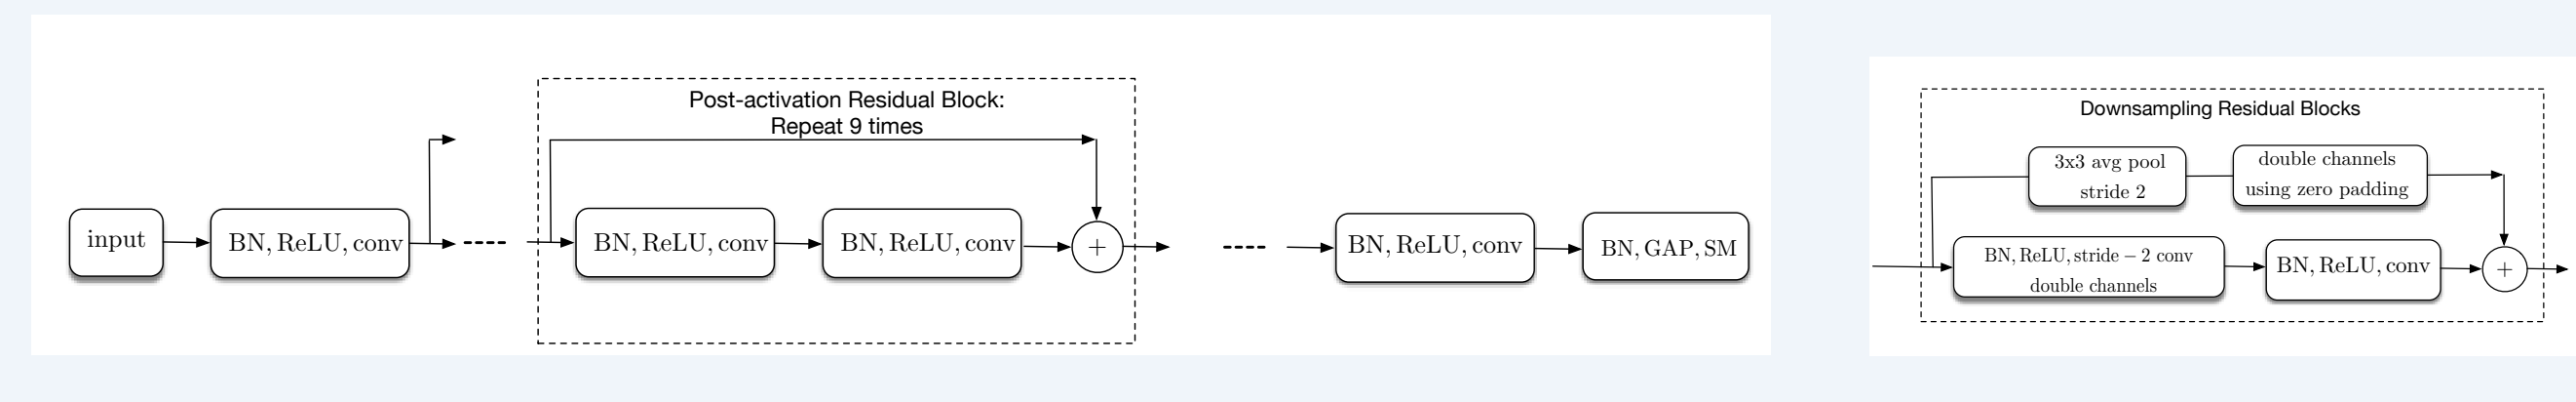 Post-activation Residual Block:
Repeat 9 times
input
BN, ReLU, conv
BN, ReLU, conv
BN, ReLU, conv
+
BN, ReLU, conv
BN, GAP, SM
Downsampling Residual Blocks
3x3 avg pool
stride 2
double channels
using zero padding
BN, ReLU, stride − 2 conv
double channels
BN, ReLU, conv
+